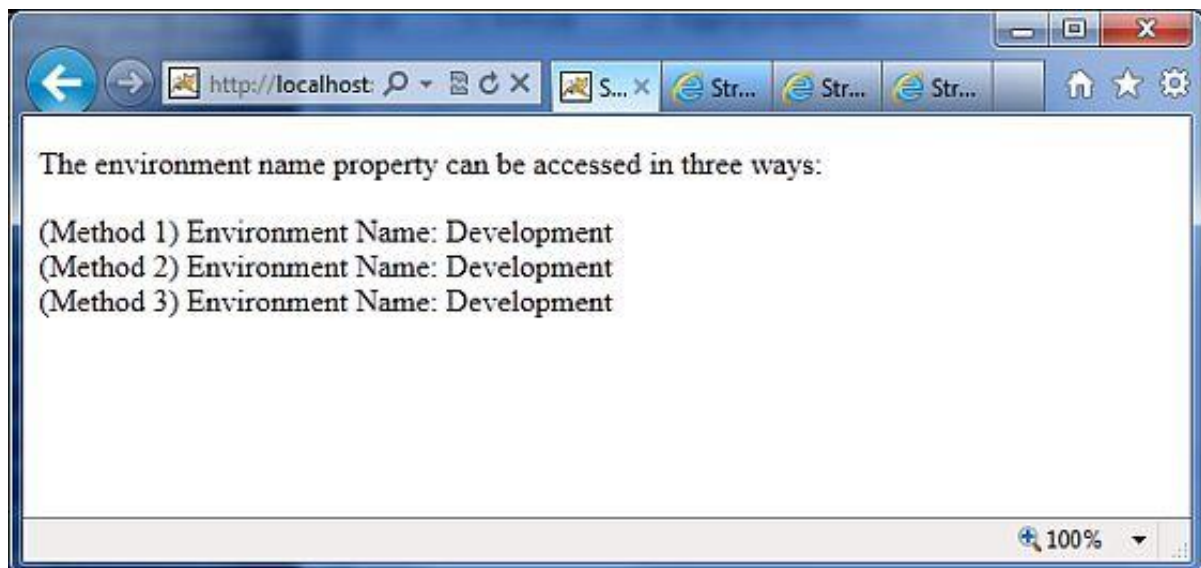 http://localhost:
S...
Str...
Str...
Str...
The environment name property can be accessed in three ways:
(Method 1) Environment Name: Development
(Method 2) Environment Name: Development
(Method 3) Environment Name: Development
100%